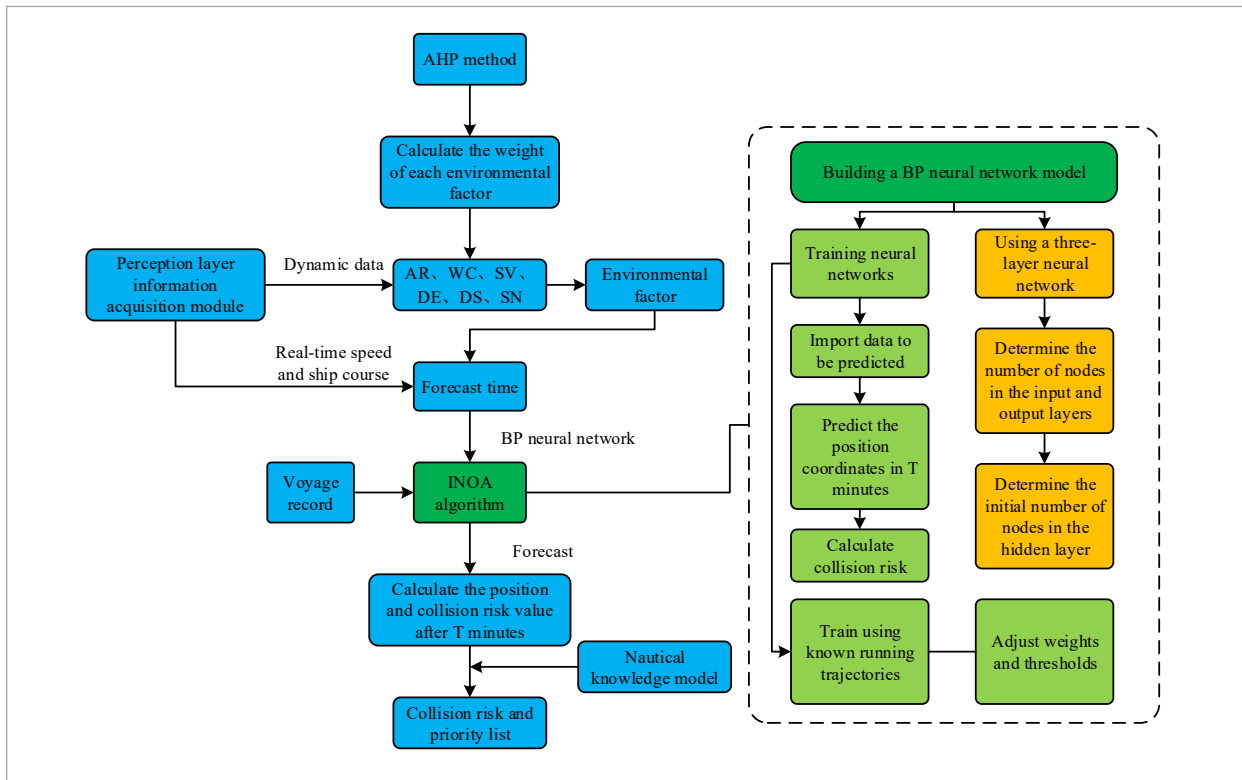 AHP method
Calculate the weight
of each environmental
factor
Perception layer
information
acquisition module
Dynamic data
AR、WC、SV、
DE、DS、SN
Environmental
factor
Real-time speed
and ship course
Forecast time
BP neural network
Voyage
record
INOA
algorithm
Forecast
Calculate the position
and collision risk value
after T minutes
Nautical
knowledge model
Collision risk and
priority list
Building a BP neural network model
Training neural
networks
Using a three-
layer neural
network
Import data to
be predicted
Determine the
number of nodes
in the input and
output layers
Predict the
position
coordinates in T
minutes
Determine the
initial number of
nodes in the
hidden layer
Calculate
collision risk
Train using
known running
trajectories
Adjust weights
and thresholds